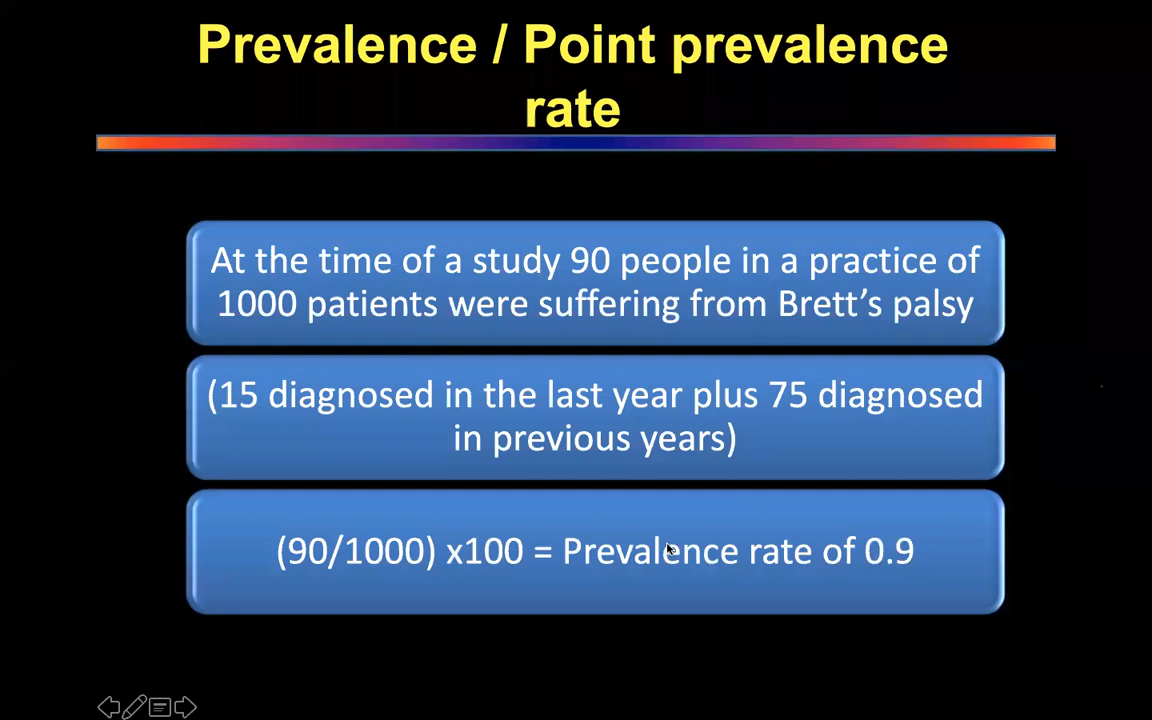 Prevalence / Point prevalence
rate
At the time of a study 90 people in a practice of
1000 patients were suffering from Brett’s palsy
(15 diagnosed in the last year plus 75 diagnosed
in previous years)
(90/1000) x100 = Prevalence rate of 0.9